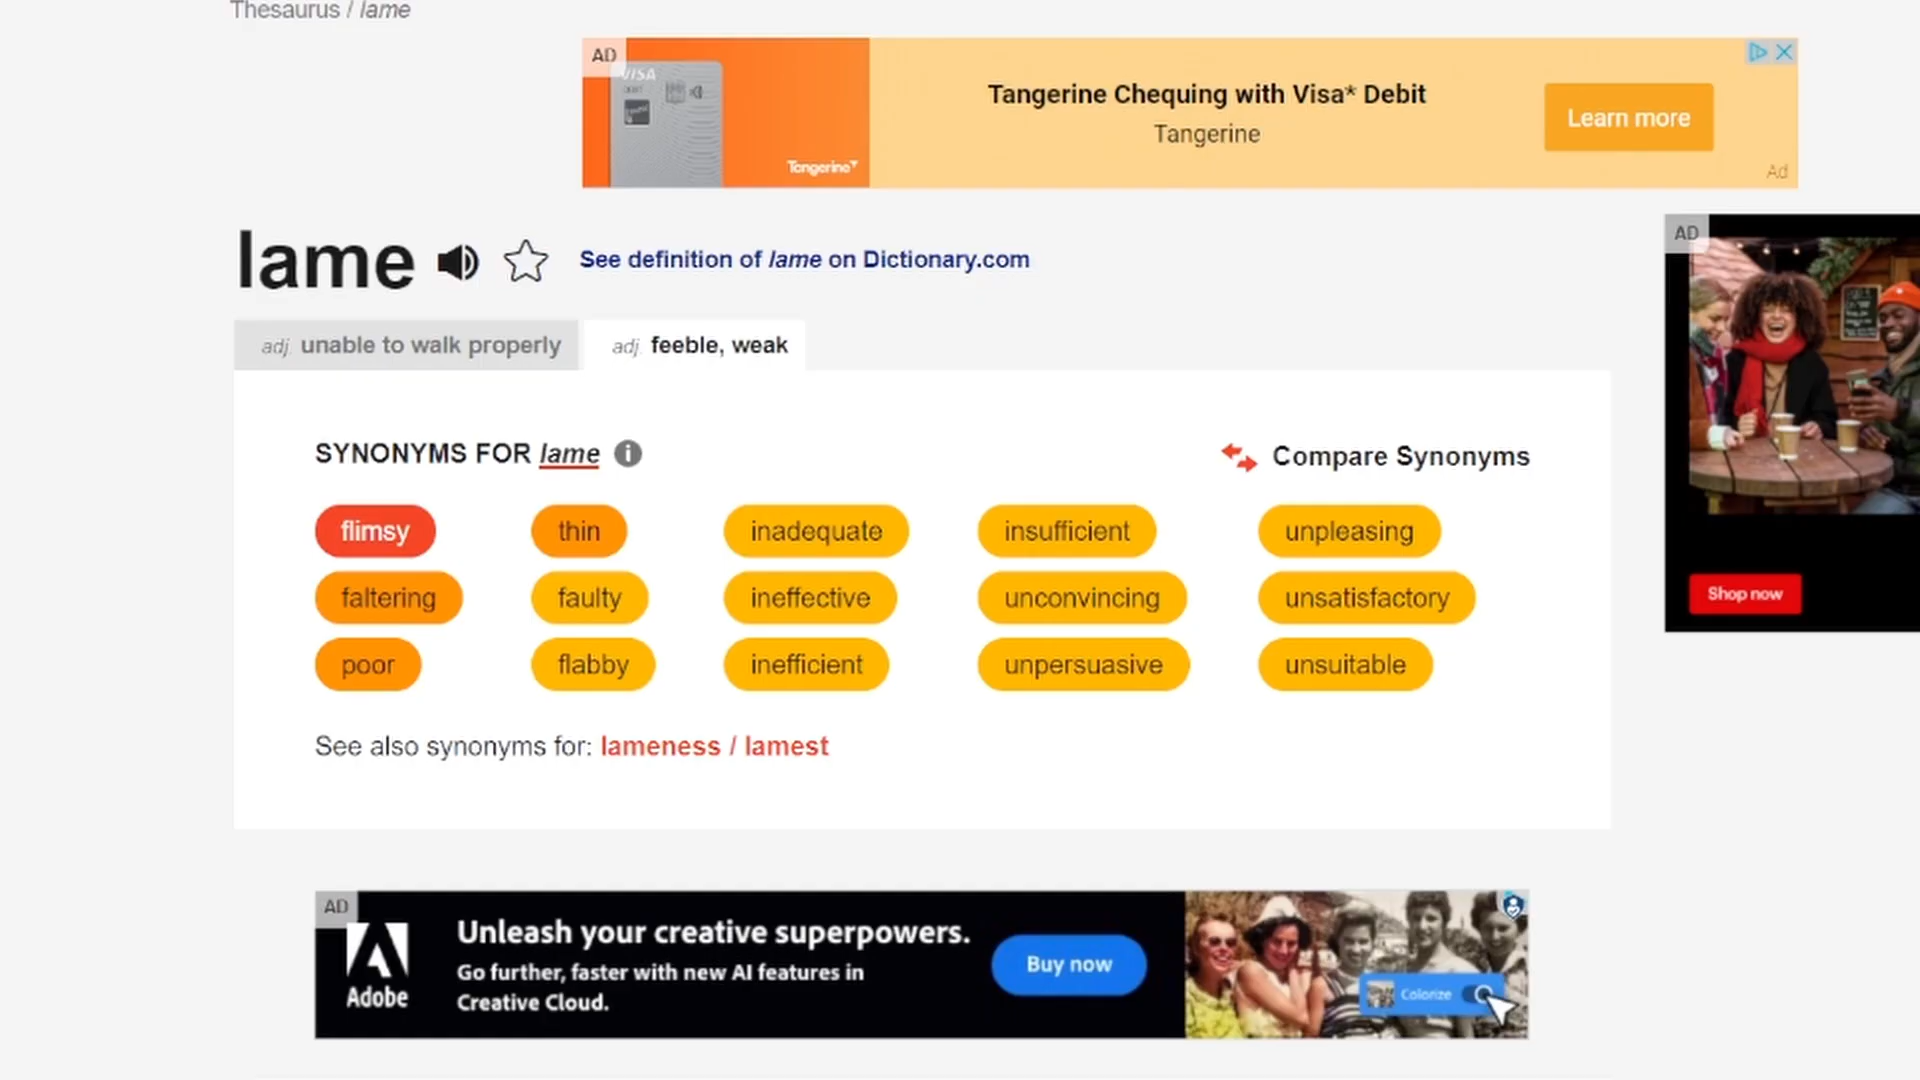 Thesaurus / lame
AD
VISA
Tangerine
Tangerine Chequing with Visa* Debit
Tangerine
Learn more
Ad
lame
See definition of lame on Dictionary.com
AD
adj. unable to walk properly
adj. feeble, weak
SYNONYMS FOR lame
Compare Synonyms
flimsy thin inadequate insufficient unpleasing
faltering faulty ineffective unconvincing unsatisfactory
poor flabby inefficient unpersuasive unsuitable
Shop now
See also synonyms for: lameness / lamest
AD
Adobe
Unleash your creative superpowers.
Go further, faster with new AI features in
Creative Cloud.
Buy now
Colorize